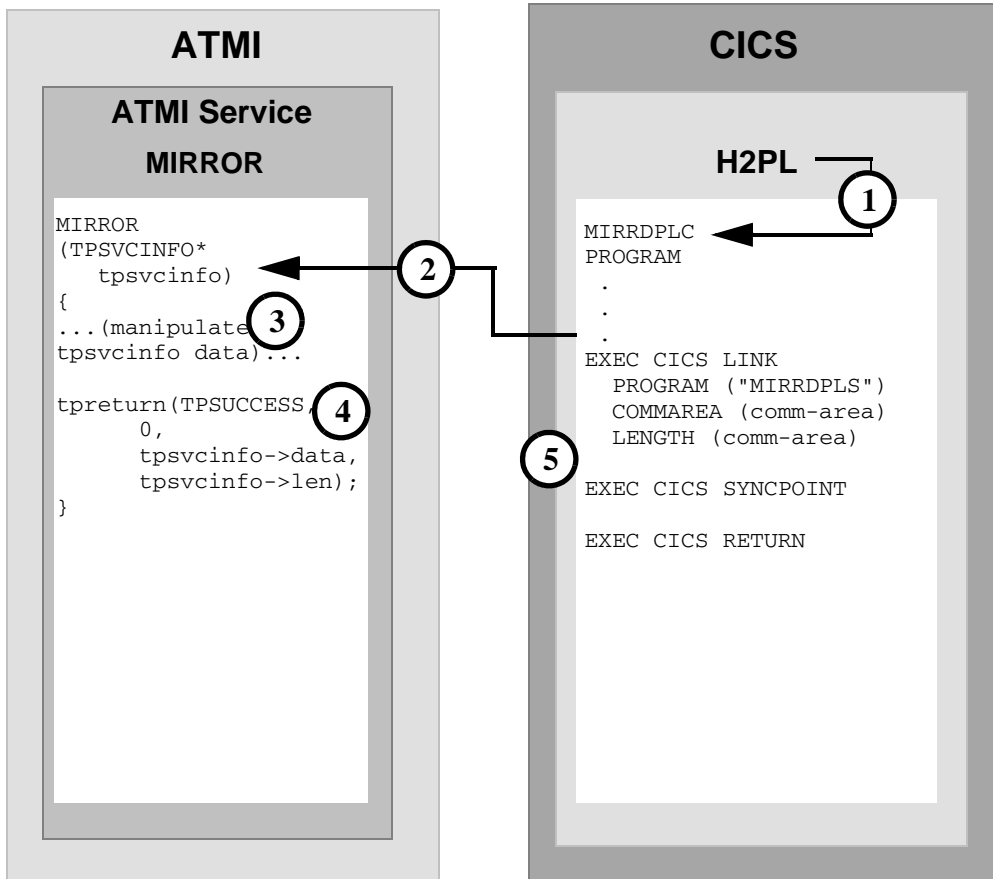 ATMI
ATMI Service
MIRROR
MIRROR
(TPSVCINFO*
tpsvcinfo)
{
...(manipulate
tpsvcinfo data)...
tpreturn(TPSUCCESS,
0,
tpsvcinfo->data,
tpsvcinfo->len);
}
2
3
4
CICS
H2PL
1
MIRRDPLC
PROGRAM
.
.
.
EXEC CICS LINK
PROGRAM ("MIRRDPLS")
COMMAREA (comm-area)
LENGTH (comm-area)
5
EXEC CICS SYNCPOINT
EXEC CICS RETURN